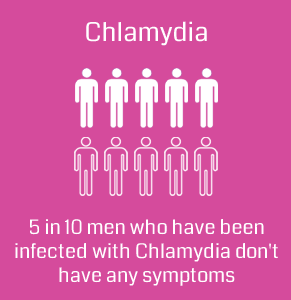 Chlamydia
5 in 10 men who have been
infected with Chlamydia don't
have any symptoms